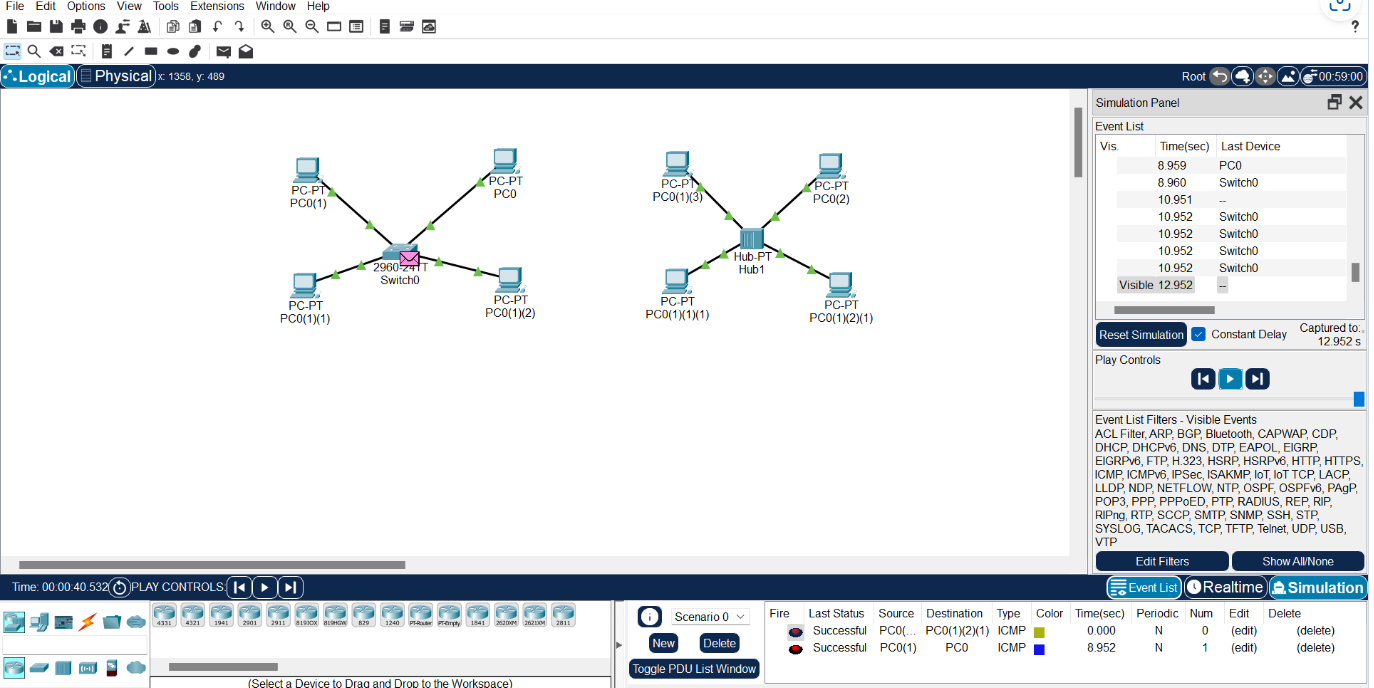 File Edit Options View Tools Extensions Window Help
?
Logical Physical x: 1358, y: 489 Root 00:59:00
Simulation Panel
Event List
Vis. Time(sec) Last Device
8.959 PC0
8.960 Switch0
10.951 --
10.952 Switch0
10.952 Switch0
10.952 Switch0
10.952 Switch0
Visible 12.952 --
Reset Simulation Constant Delay Captured to:
12.952 s
Play Controls
Event List Filters - Visible Events
ACL Filter, ARP, BGP, Bluetooth, CAPWAP, CDP,
DHCP, DHCPv6, DNS, DTP, EAPOL, EIGRP,
EIGRPv6, FTP, H.323, HSRP, HSRPv6, HTTP, HTTPS,
ICMP, ICMPv6, IPSec, ISAKMP, IoT, IoT TCP, LACP,
LLDP, NDP, NETFLOW, NTP, OSPF, OSPFv6, PAgP,
POP3, PPP, PPPoED, PTP, RADIUS, REP, RIP,
RIPng, RTP, SCCP, SMTP, SNMP, SSH, STP,
SYSLOG, TACACS, TCP, TFTP, Telnet, UDP, USB,
VTP
Edit Filters Show All/None
PC-PT
PC0(1)
PC-PT
PC0
2960-24TT
Switch0
PC-PT
PC0(1)(1)
PC-PT
PC0(1)(2)
PC-PT
PC0(1)(3)
PC-PT
PC0(2)
Hub-PT
Hub1
PC-PT
PC0(1)(1)(1)
PC-PT
PC0(1)(2)(1)
Time: 00:00:40.532 PLAY CONTROLS:
Event List Realtime Simulation
4331 4321 1941 2901 2911 819IOX 819HGW 829 1240 PT-Router PT-Empty 1841 2620XM 2621XM 2811
(Select a Device to Drag and Drop to the Workspace)
Scenario 0
New Delete
Toggle PDU List Window
Fire Last Status Source Destination Type Color Time(sec) Periodic Num Edit Delete
Successful PC0(... PC0(1)(2)(1) ICMP 0.000 N 0 (edit) (delete)
Successful PC0(1) PC0 ICMP 8.952 N 1 (edit) (delete)